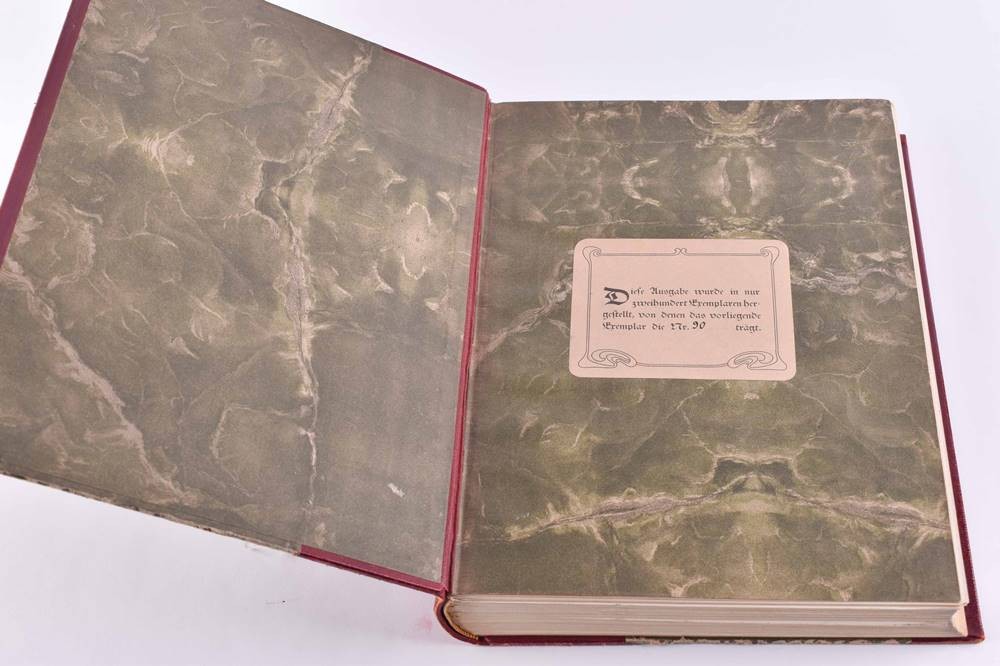 Diese Ausgabe wurde in nur
zweihundert Exemplaren her-
gestellt, von denen das vorliegende
Exemplar die Nr. 90 trägt.